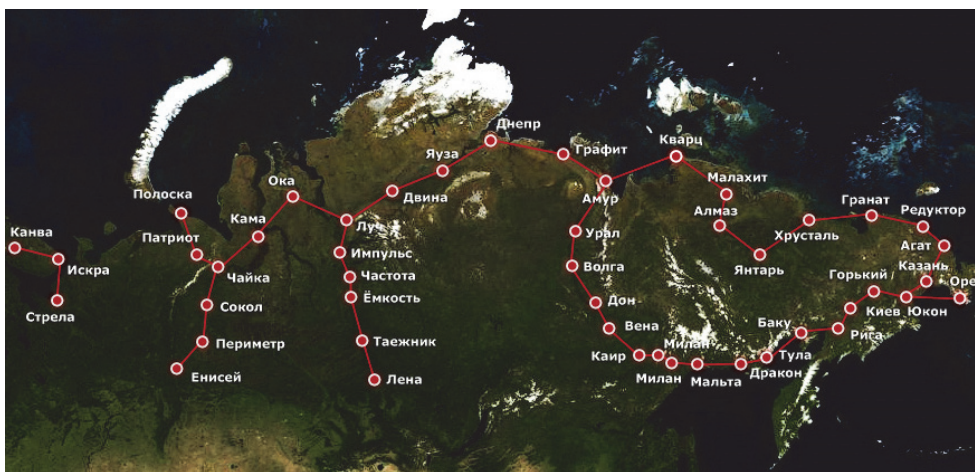 Днепр
Кварц
Графит
Яуза
Малахит
Ока
Полоска
Двина
Амур
Гранат
Алмаз
Редуктор
Кама
Луч
Канва
Патриот
Урал
Хрусталь
Агат
Импульс
Искра
Чайка
Частота
Волга
Янтарь
Казань
Горький
Оре
Ёмкость
Стрела
Сокол
Дон
Киев
Юкон
Баку
Вена
Рига
Периметр
Таежник
Милан
Каир
Тула
Дракон
Милан
Мальта
Енисей
Лена